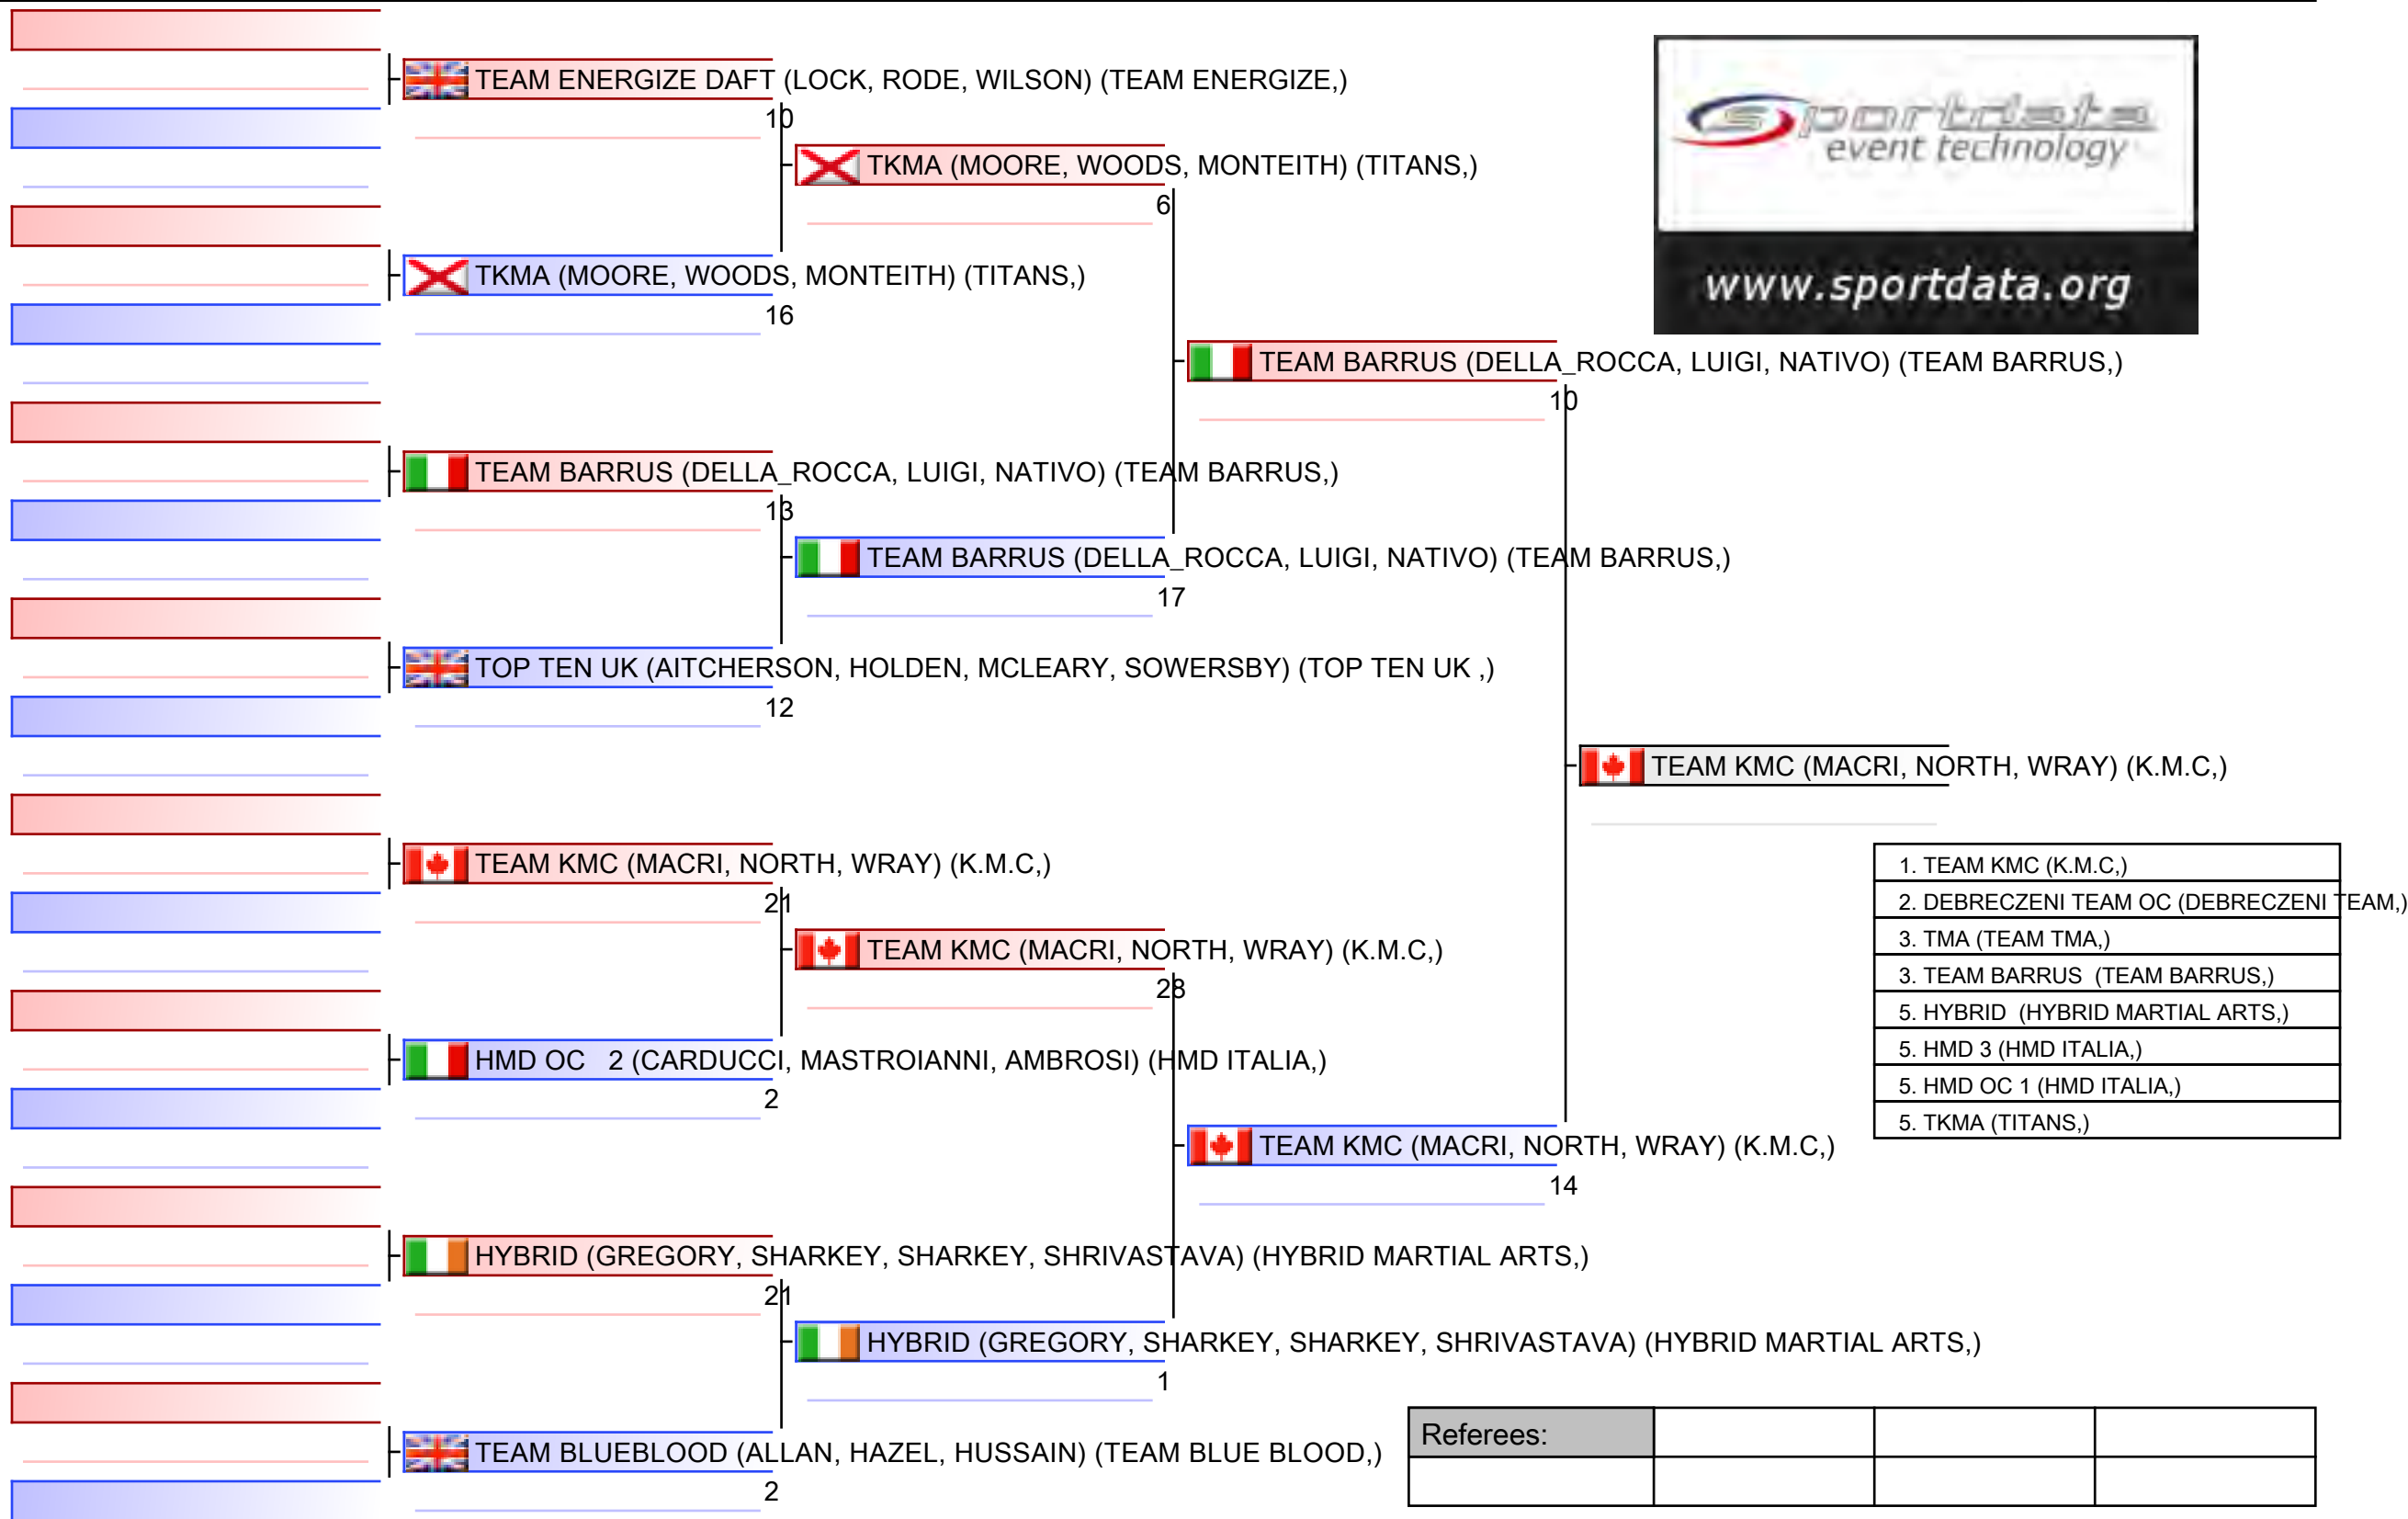 TEAM ENERGIZE DAFT (LOCK, RODE, WILSON) (TEAM ENERGIZE,)
10
TKMA (MOORE, WOODS, MONTEITH) (TITANS,)
6
TKMA (MOORE, WOODS, MONTEITH) (TITANS,)
16
TEAM BARRUS (DELLA_ROCCA, LUIGI, NATIVO) (TEAM BARRUS,)
10
TEAM BARRUS (DELLA_ROCCA, LUIGI, NATIVO) (TEAM BARRUS,)
13
TEAM BARRUS (DELLA_ROCCA, LUIGI, NATIVO) (TEAM BARRUS,)
17
TOP TEN UK (AITCHERSON, HOLDEN, MCLEARY, SOWERSBY) (TOP TEN UK ,)
12
TEAM KMC (MACRI, NORTH, WRAY) (K.M.C,)
TEAM KMC (MACRI, NORTH, WRAY) (K.M.C,)
21
TEAM KMC (MACRI, NORTH, WRAY) (K.M.C,)
28
HMD OC   2 (CARDUCCI, MASTROIANNI, AMBROSI) (HMD ITALIA,)
2
TEAM KMC (MACRI, NORTH, WRAY) (K.M.C,)
14
HYBRID (GREGORY, SHARKEY, SHARKEY, SHRIVASTAVA) (HYBRID MARTIAL ARTS,)
21
HYBRID (GREGORY, SHARKEY, SHARKEY, SHRIVASTAVA) (HYBRID MARTIAL ARTS,)
1
TEAM BLUEBLOOD (ALLAN, HAZEL, HUSSAIN) (TEAM BLUE BLOOD,)
2
sportdata
event technology
www.sportdata.org
1. TEAM KMC (K.M.C,)
2. DEBRECZENI TEAM OC (DEBRECZENI TEAM,)
3. TMA (TEAM TMA,)
3. TEAM BARRUS  (TEAM BARRUS,)
5. HYBRID  (HYBRID MARTIAL ARTS,)
5. HMD 3 (HMD ITALIA,)
5. HMD OC 1 (HMD ITALIA,)
5. TKMA (TITANS,)
Referees: